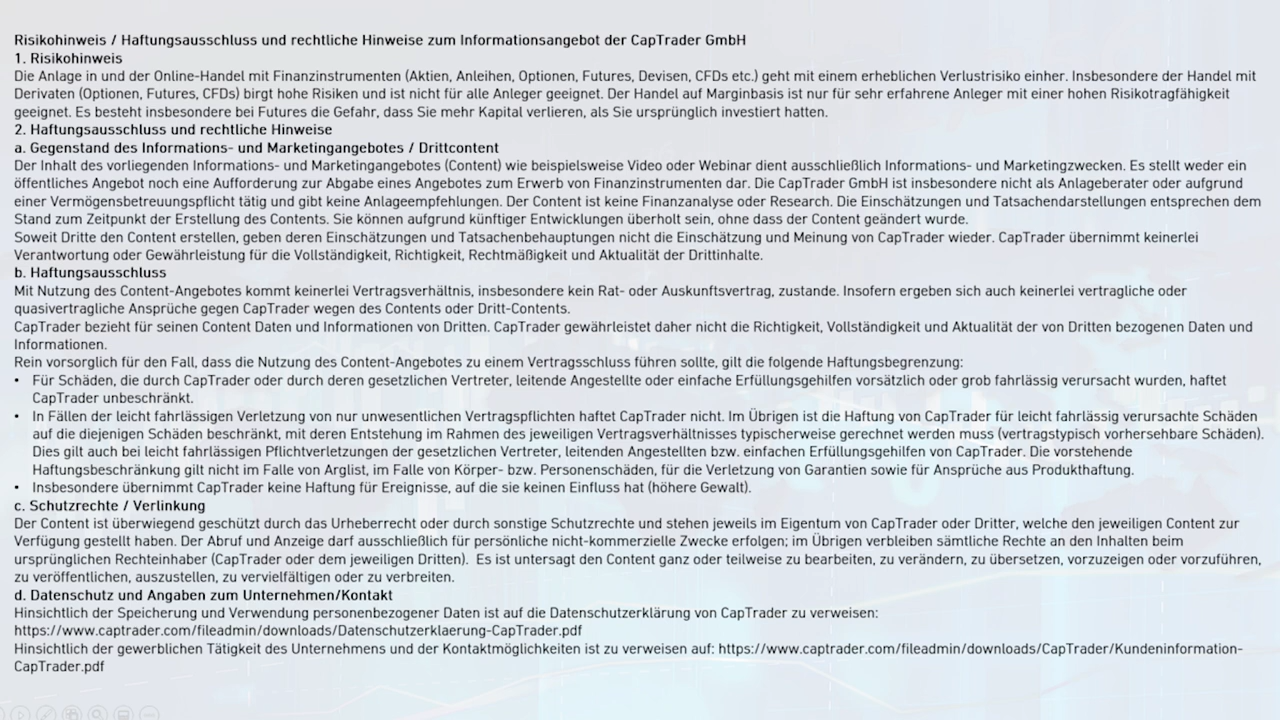 Risikohinweis / Haftungsausschluss und rechtliche Hinweise zum Informationsangebot der CapTrader GmbH
1. Risikohinweis
Die Anlage in und der Online-Handel mit Finanzinstrumenten (Aktien, Anleihen, Optionen, Futures, Devisen, CFDs etc.) geht mit einem erheblichen Verlustrisiko einher. Insbesondere der Handel mit
Derivaten (Optionen, Futures, CFDs) birgt hohe Risiken und ist nicht für alle Anleger geeignet. Der Handel auf Marginbasis ist nur für sehr erfahrene Anleger mit einer hohen Risikotragfähigkeit
geeignet. Es besteht insbesondere bei Futures die Gefahr, dass Sie mehr Kapital verlieren, als Sie ursprünglich investiert hatten.
2. Haftungsausschluss und rechtliche Hinweise
a. Gegenstand des Informations- und Marketingangebotes / Drittcontent
Der Inhalt des vorliegenden Informations- und Marketingangebotes (Content) wie beispielsweise Video oder Webinar dient ausschließlich Informations- und Marketingzwecken. Es stellt weder ein
öffentliches Angebot noch eine Aufforderung zur Abgabe eines Angebotes zum Erwerb von Finanzinstrumenten dar. Die CapTrader GmbH ist insbesondere nicht als Anlageberater oder aufgrund
einer Vermögensbetreuungspflicht tätig und gibt keine Anlageempfehlungen. Der Content ist keine Finanzanalyse oder Research. Die Einschätzungen und Tatsachendarstellungen entsprechen dem
Stand zum Zeitpunkt der Erstellung des Contents. Sie können aufgrund künftiger Entwicklungen überholt sein, ohne dass der Content geändert wurde.
Soweit Dritte den Content erstellen, geben deren Einschätzungen und Tatsachenbehauptungen nicht die Einschätzung und Meinung von CapTrader wieder. CapTrader übernimmt keinerlei
Verantwortung oder Gewährleistung für die Vollständigkeit, Richtigkeit, Rechtmäßigkeit und Aktualität der Drittinhalte.
b. Haftungsausschluss
Mit Nutzung des Content-Angebotes kommt keinerlei Vertragsverhältnis, insbesondere kein Rat- oder Auskunftsvertrag, zustande. Insofern ergeben sich auch keinerlei vertragliche oder
quasivertragliche Ansprüche gegen CapTrader wegen des Contents oder Dritt-Contents.
CapTrader bezieht für seinen Content Daten und Informationen von Dritten. CapTrader gewährleistet daher nicht die Richtigkeit, Vollständigkeit und Aktualität der von Dritten bezogenen Daten und
Informationen.
Rein vorsorglich für den Fall, dass die Nutzung des Content-Angebotes zu einem Vertragsschluss führen sollte, gilt die folgende Haftungsbegrenzung:
• Für Schäden, die durch CapTrader oder durch deren gesetzlichen Vertreter, leitende Angestellte oder einfache Erfüllungsgehilfen vorsätzlich oder grob fahrlässig verursacht wurden, haftet
CapTrader unbeschränkt.
• In Fällen der leicht fahrlässigen Verletzung von nur unwesentlichen Vertragspflichten haftet CapTrader nicht. Im Übrigen ist die Haftung von CapTrader für leicht fahrlässig verursachte Schäden
auf die diejenigen Schäden beschränkt, mit deren Entstehung im Rahmen des jeweiligen Vertragsverhältnisses typischerweise gerechnet werden muss (vertragstypisch vorhersehbare Schäden).
Dies gilt auch bei leicht fahrlässigen Pflichtverletzungen der gesetzlichen Vertreter, leitenden Angestellten bzw. einfachen Erfüllungsgehilfen von CapTrader. Die vorstehende
Haftungsbeschränkung gilt nicht im Falle von Arglist, im Falle von Körper- bzw. Personenschäden, für die Verletzung von Garantien sowie für Ansprüche aus Produkthaftung.
• Insbesondere übernimmt CapTrader keine Haftung für Ereignisse, auf die sie keinen Einfluss hat (höhere Gewalt).
c. Schutzrechte / Verlinkung
Der Content ist überwiegend geschützt durch das Urheberrecht oder durch sonstige Schutzrechte und stehen jeweils im Eigentum von CapTrader oder Dritter, welche den jeweiligen Content zur
Verfügung gestellt haben. Der Abruf und Anzeige darf ausschließlich für persönliche nicht-kommerzielle Zwecke erfolgen; im Übrigen verbleiben sämtliche Rechte an den Inhalten beim
ursprünglichen Rechteinhaber (CapTrader oder dem jeweiligen Dritten). Es ist untersagt den Content ganz oder teilweise zu bearbeiten, zu verändern, zu übersetzen, vorzuzeigen oder vorzuführen,
zu veröffentlichen, auszustellen, zu vervielfältigen oder zu verbreiten.
d. Datenschutz und Angaben zum Unternehmen/Kontakt
Hinsichtlich der Speicherung und Verwendung personenbezogener Daten ist auf die Datenschutzerklärung von CapTrader zu verweisen:
https://www.captrader.com/fileadmin/downloads/Datenschutzerklaerung-CapTrader.pdf
Hinsichtlich der gewerblichen Tätigkeit des Unternehmens und der Kontaktmöglichkeiten ist zu verweisen auf: https://www.captrader.com/fileadmin/downloads/CapTrader/Kundeninformation-
CapTrader.pdf